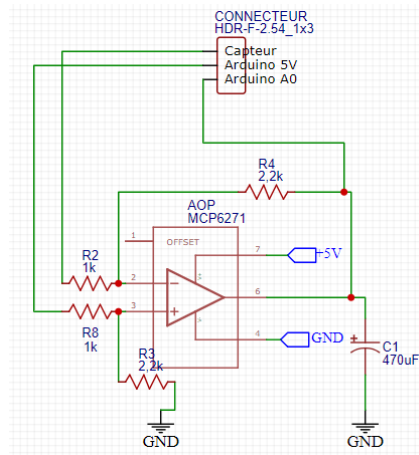 CONNECTEUR
HDR-F-2.54_1x3
Capteur
Arduino 5V
Arduino A0
R4
2,2k
AOP
MCP6271
1
OFFSET
R2
1k
7
+5V
2
6
3
R8
1k
R3
2,2k
4
GND
C1
470uF
GND
GND